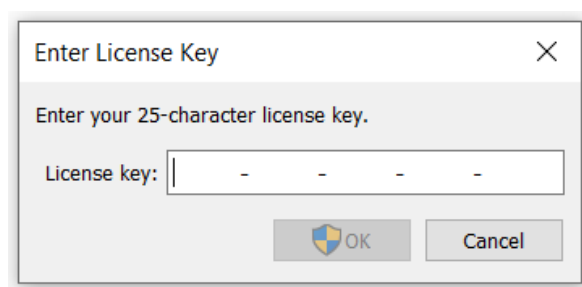 Enter License Key
Enter your 25-character license key.
License key: - - - -
OK Cancel